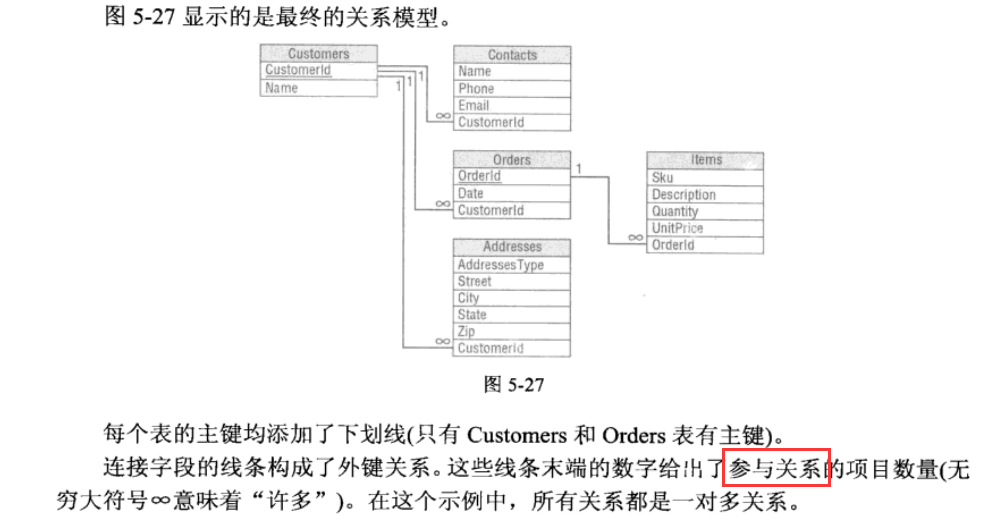 图 5-27 显示的是最终的关系模型。
Customers
CustomerId
Name
Contacts
Name
Phone
Email
CustomerId
Orders
OrderId
Date
CustomerId
Addresses
AddressesType
Street
City
State
Zip
CustomerId
Items
Sku
Description
Quantity
UnitPrice
OrderId
1
1
1
∞
∞
∞
1
∞
图 5-27
每个表的主键均添加了下划线(只有 Customers 和 Orders 表有主键)。
连接字段的线条构成了外键关系。这些线条末端的数字给出了参与关系的项目数量(无
穷大符号∞意味着“许多”)。在这个示例中，所有关系都是一对多关系。